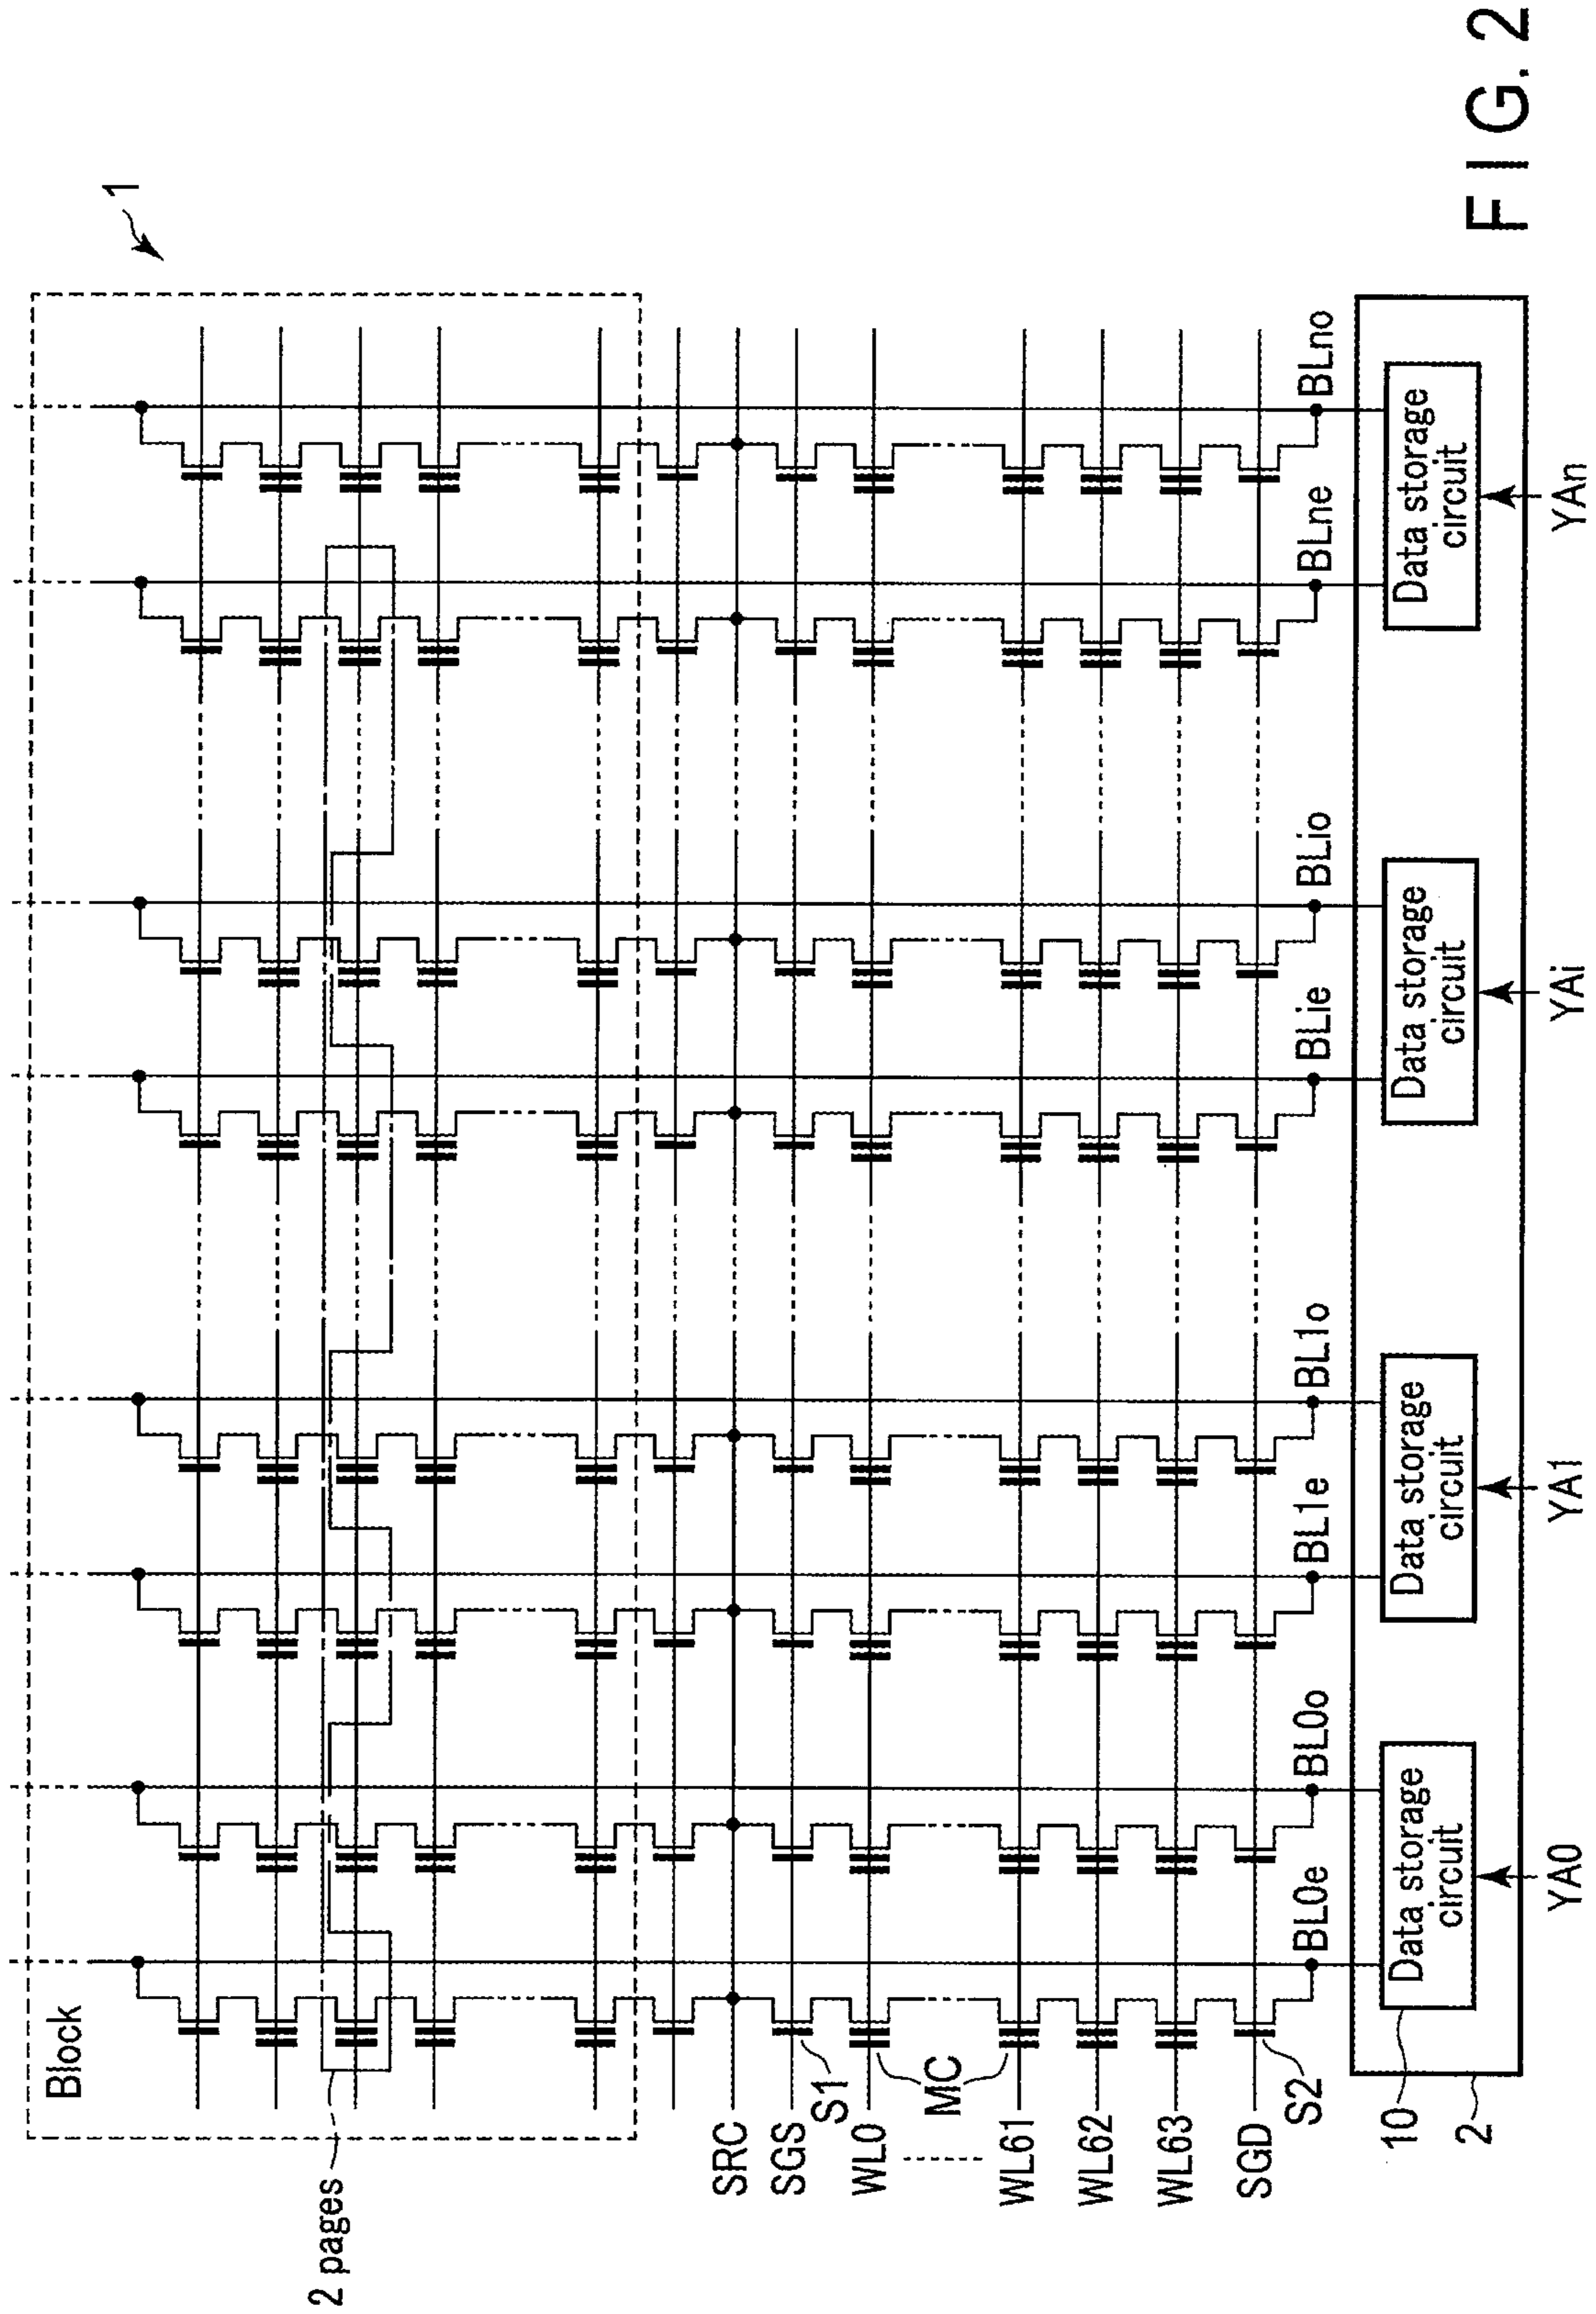 1
Block
2 pages
SRC
SGS
S1
WL0
MC
WL61
WL62
WL63
SGD
S2
BL0e
BL0o
BL1e
BL1o
BLie
BLio
BLne
BLno
10
2
Data storage
circuit
Data storage
circuit
Data storage
circuit
Data storage
circuit
YA0
YA1
YAi
YAn
FIG. 2